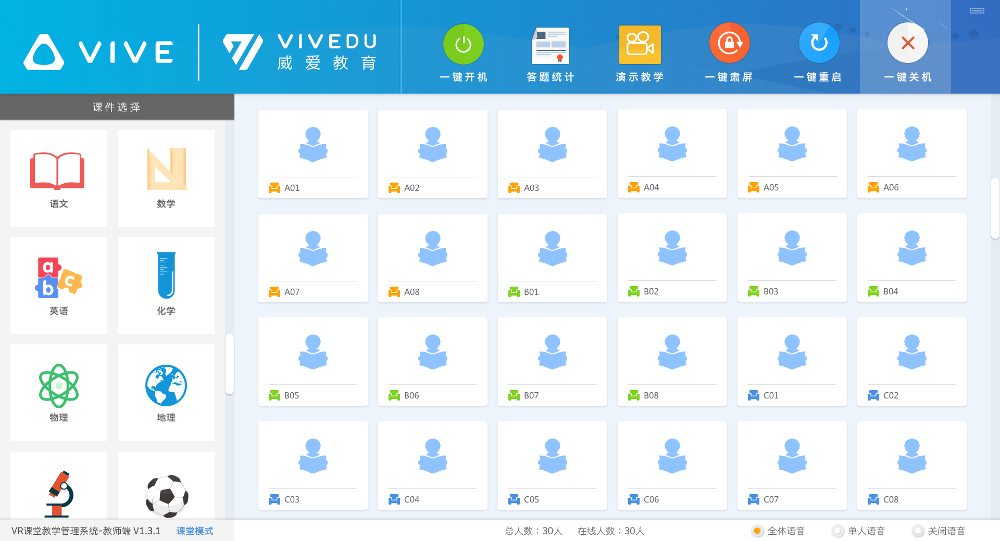 VIVE
VIVEDU
威爱教育
一键开机
答题统计
演示教学
一键肃屏
一键重启
一键关机
课件选择
语文
数学
a
b
c
英语
化学
物理
地理
A01
A02
A03
A04
A05
A06
A07
A08
B01
B02
B03
B04
B05
B06
B07
B08
C01
C02
C03
C04
C05
C06
C07
C08
VR课堂教学管理系统-教师端 V1.3.1 课堂模式
总人数：30人 在线人数：30人
全体语音 单人语音 关闭语音